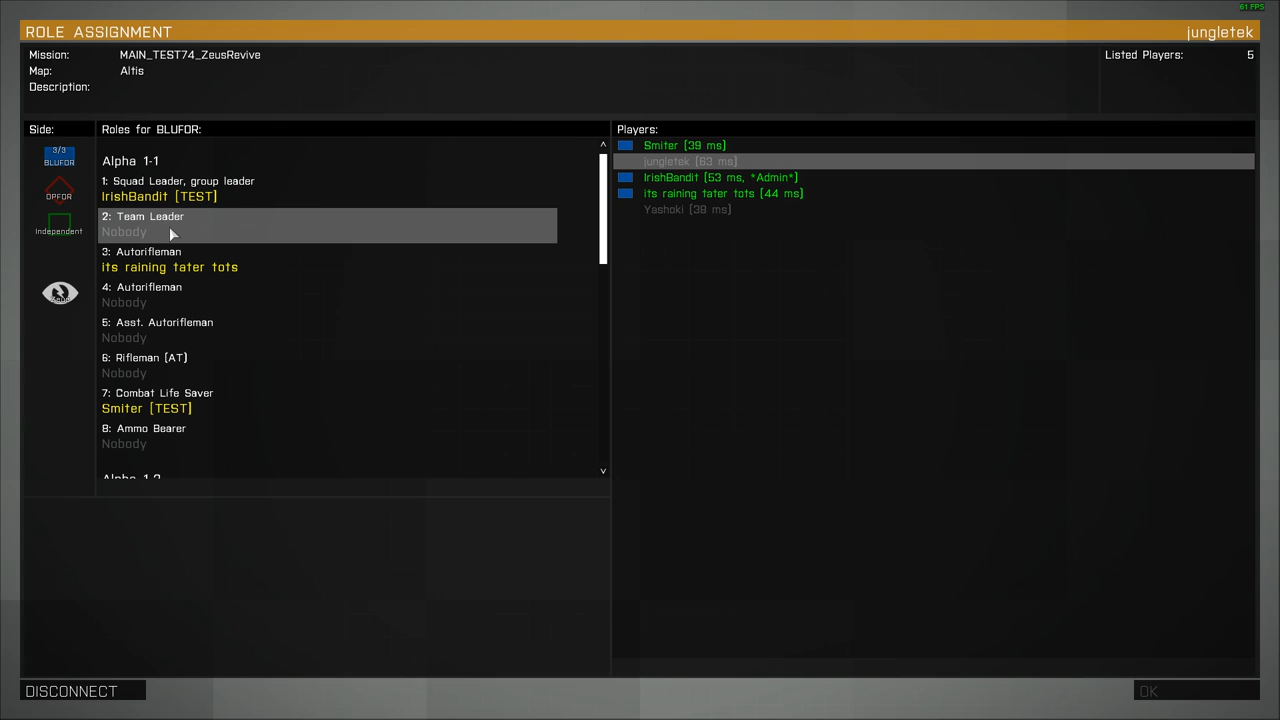 61 FPS
ROLE ASSIGNMENT
jungletek
Mission: MAIN_TEST74_ZeusRevive
Listed Players: 5
Map: Altis
Description:
Side:
Roles for BLUFOR:
Players:
3/3
BLUFOR
OPFOR
Independent
Zeus
Alpha 1-1
1: Squad Leader, group leader
IrishBandit [TEST]
2: Team Leader
Nobody
3: Autorifleman
its raining tater tots
4: Autorifleman
Nobody
5: Asst. Autorifleman
Nobody
6: Rifleman (AT)
Nobody
7: Combat Life Saver
Smiter [TEST]
8: Ammo Bearer
Nobody
Alpha 1-2
Smiter (39 ms)
jungletek (63 ms)
IrishBandit (53 ms, *Admin*)
its raining tater tots (44 ms)
Yashoki (38 ms)
DISCONNECT
OK